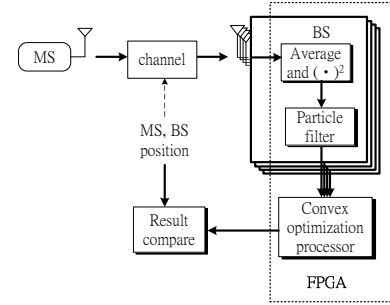 MS
channel
BS
Average
and ( · )²
Particle
filter
MS, BS
position
Result
compare
Convex
optimization
processor
FPGA